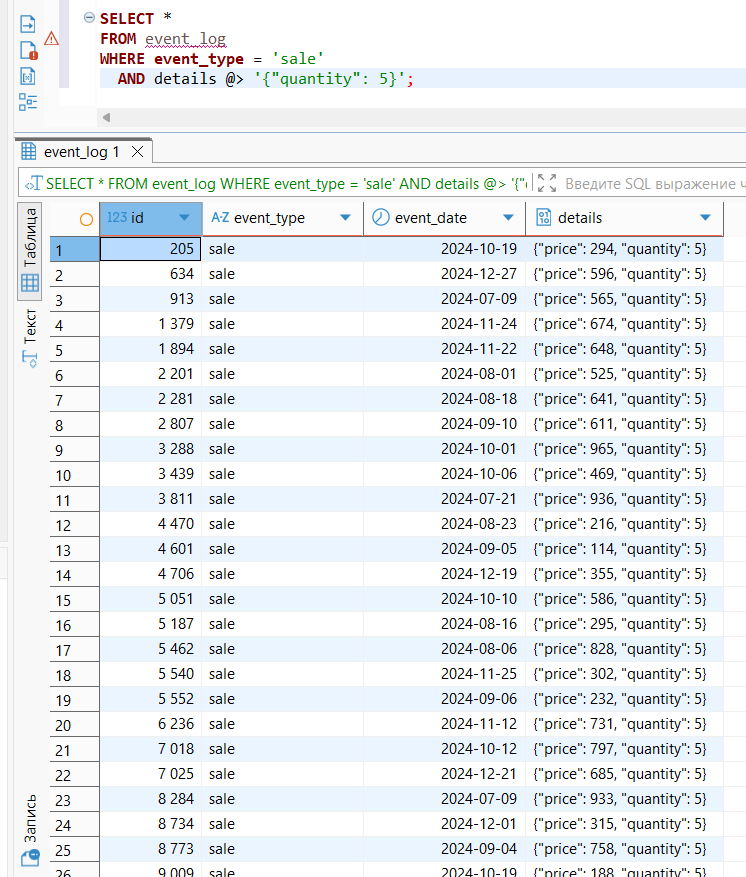 SELECT *
FROM event_log
WHERE event_type = 'sale'
AND details @> '{"quantity": 5}';
event_log 1
SELECT * FROM event_log WHERE event_type = 'sale' AND details @> '{"
Введите SQL выражение ч
Таблица
Текст
Запись
123 id A-Z event_type event_date details
1 205 sale 2024-10-19 {"price": 294, "quantity": 5}
2 634 sale 2024-12-27 {"price": 596, "quantity": 5}
3 913 sale 2024-07-09 {"price": 565, "quantity": 5}
4 1 379 sale 2024-11-24 {"price": 674, "quantity": 5}
5 1 894 sale 2024-11-22 {"price": 648, "quantity": 5}
6 2 201 sale 2024-08-01 {"price": 525, "quantity": 5}
7 2 281 sale 2024-08-18 {"price": 641, "quantity": 5}
8 2 807 sale 2024-09-10 {"price": 611, "quantity": 5}
9 3 288 sale 2024-10-01 {"price": 965, "quantity": 5}
10 3 439 sale 2024-10-06 {"price": 469, "quantity": 5}
11 3 811 sale 2024-07-21 {"price": 936, "quantity": 5}
12 4 470 sale 2024-08-23 {"price": 216, "quantity": 5}
13 4 601 sale 2024-09-05 {"price": 114, "quantity": 5}
14 4 706 sale 2024-12-19 {"price": 355, "quantity": 5}
15 5 051 sale 2024-10-10 {"price": 586, "quantity": 5}
16 5 187 sale 2024-08-16 {"price": 295, "quantity": 5}
17 5 462 sale 2024-08-06 {"price": 828, "quantity": 5}
18 5 540 sale 2024-11-25 {"price": 302, "quantity": 5}
19 5 552 sale 2024-09-06 {"price": 232, "quantity": 5}
20 6 236 sale 2024-11-12 {"price": 731, "quantity": 5}
21 7 018 sale 2024-10-12 {"price": 797, "quantity": 5}
22 7 025 sale 2024-12-21 {"price": 685, "quantity": 5}
23 8 284 sale 2024-07-09 {"price": 933, "quantity": 5}
24 8 734 sale 2024-12-01 {"price": 315, "quantity": 5}
25 8 773 sale 2024-09-04 {"price": 758, "quantity": 5}
26 9 009 sale 2024-10-19 {"price": 188, "quantity": 5}